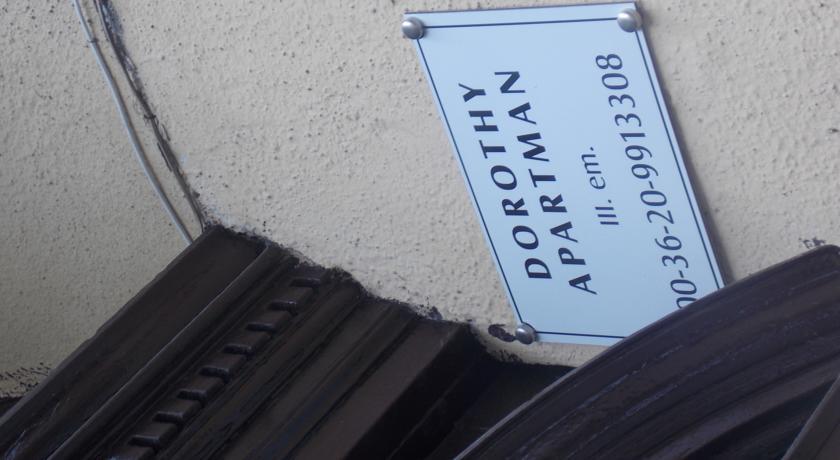 DOROTHY
APARTMAN
III. em.
00-36-20-9913308